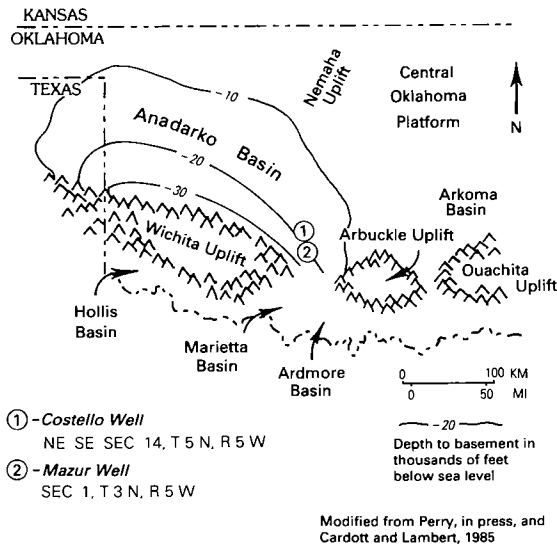 KANSAS
OKLAHOMA
TEXAS
-10
Nemaha
Uplift
Central
Oklahoma
Platform
N
Anadarko Basin
-20
-30
Wichita Uplift
1
2
Arkoma
Basin
Arbuckle Uplift
Ouachita
Uplift
Hollis
Basin
Marietta
Basin
Ardmore
Basin
0 100 KM
0 50 MI
1 - Costello Well
NE SE SEC 14, T 5 N, R 5 W
2 - Mazur Well
SEC 1, T 3 N, R 5 W
-20
Depth to basement in
thousands of feet
below sea level
Modified from Perry, in press, and
Cardott and Lambert, 1985